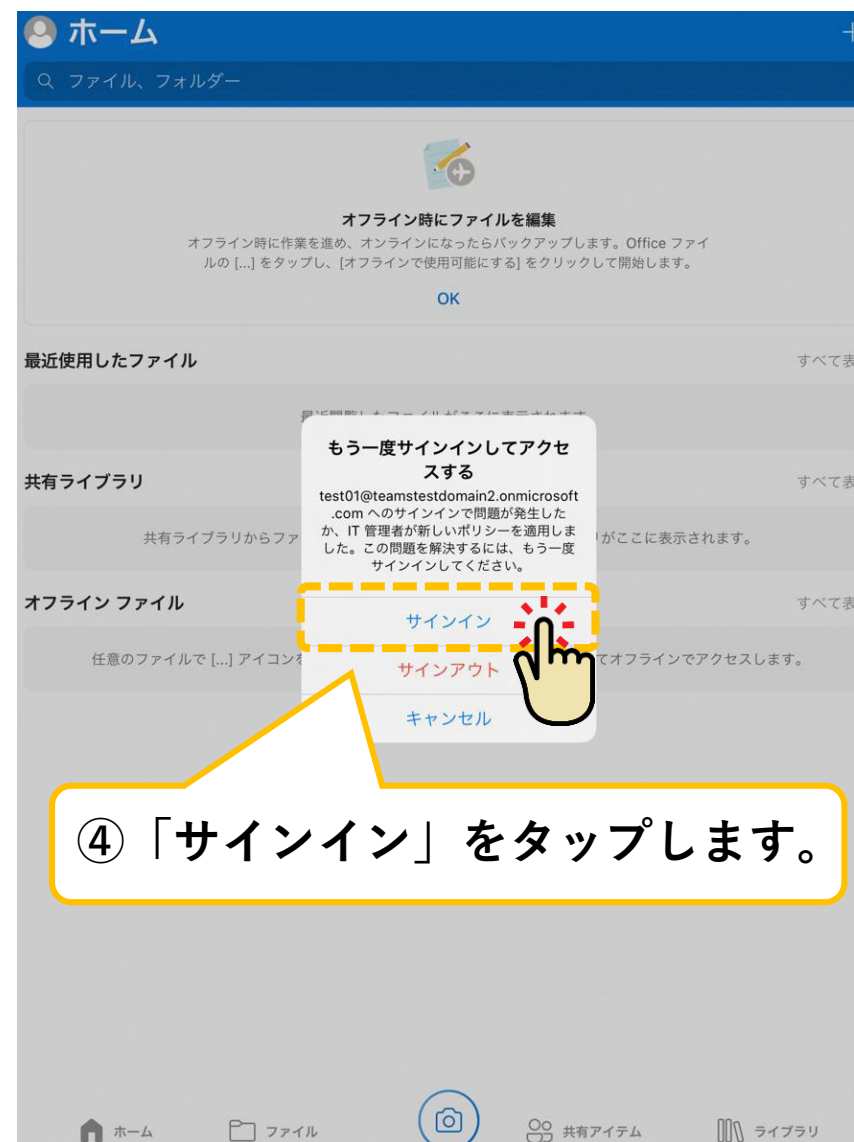 ホーム
ファイル、フォルダー
オフライン時にファイルを編集
オフライン時に作業を進め、オンラインになったらバックアップします。Office ファイ
ルの [...] をタップし、[オフラインで使用可能にする] をクリックして開始します。
OK
最近使用したファイル
すべて表
もう一度サインインしてアクセ
スする
test01@teamstestdomain2.onmicrosoft
.com へのサインインで問題が発生した
か、IT 管理者が新しいポリシーを適用しま
した。この問題を解決するには、もう一度
サインインしてください。
共有ライブラリ
すべて表
共有ライブラリからファ
がここに表示されます。
オフライン ファイル
すべて表
サインイン
任意のファイルで [...] アイコンを
てオフラインでアクセスします。
サインアウト
キャンセル
④「サインイン」をタップします。
ホーム
ファイル
共有アイテム
ライブラリ